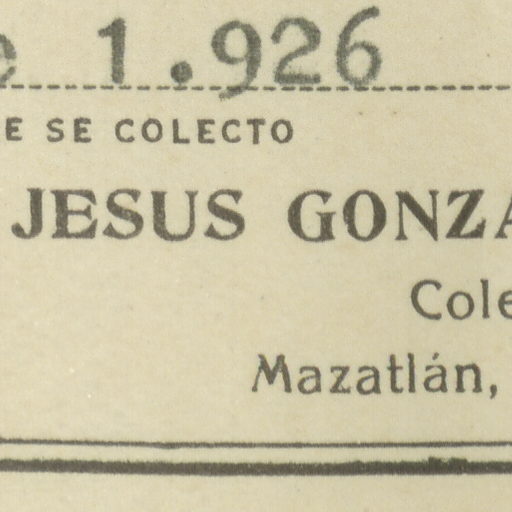 1.926
E SE COLECTO
JESUS GONZA
Cole
Mazatlán,